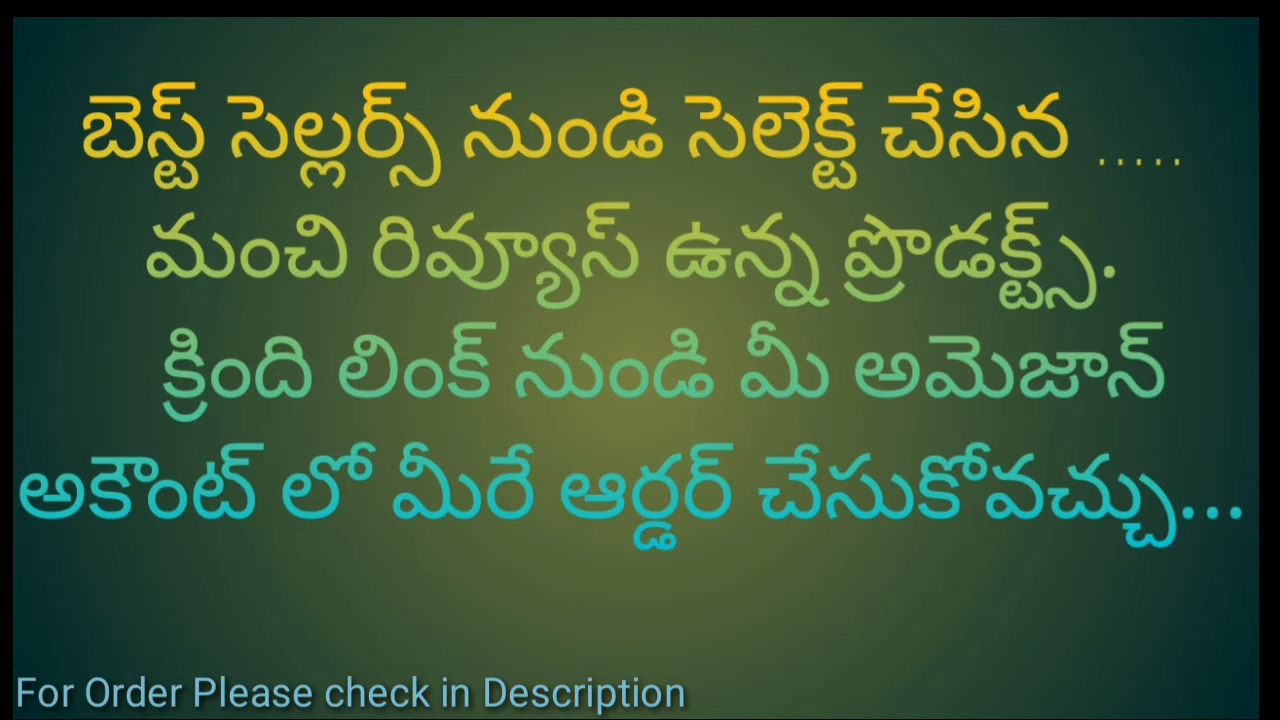 బెస్ట్ సెల్లర్స్ నుండి సెలెక్ట్ చేసిన .....
మంచి రివ్యూస్ ఉన్న ప్రొడక్ట్స్.
క్రింది లింక్ నుండి మీ అమెజాన్
అకౌంట్ లో మీరే ఆర్డర్ చేసుకోవచ్చు...
For Order Please check in Description